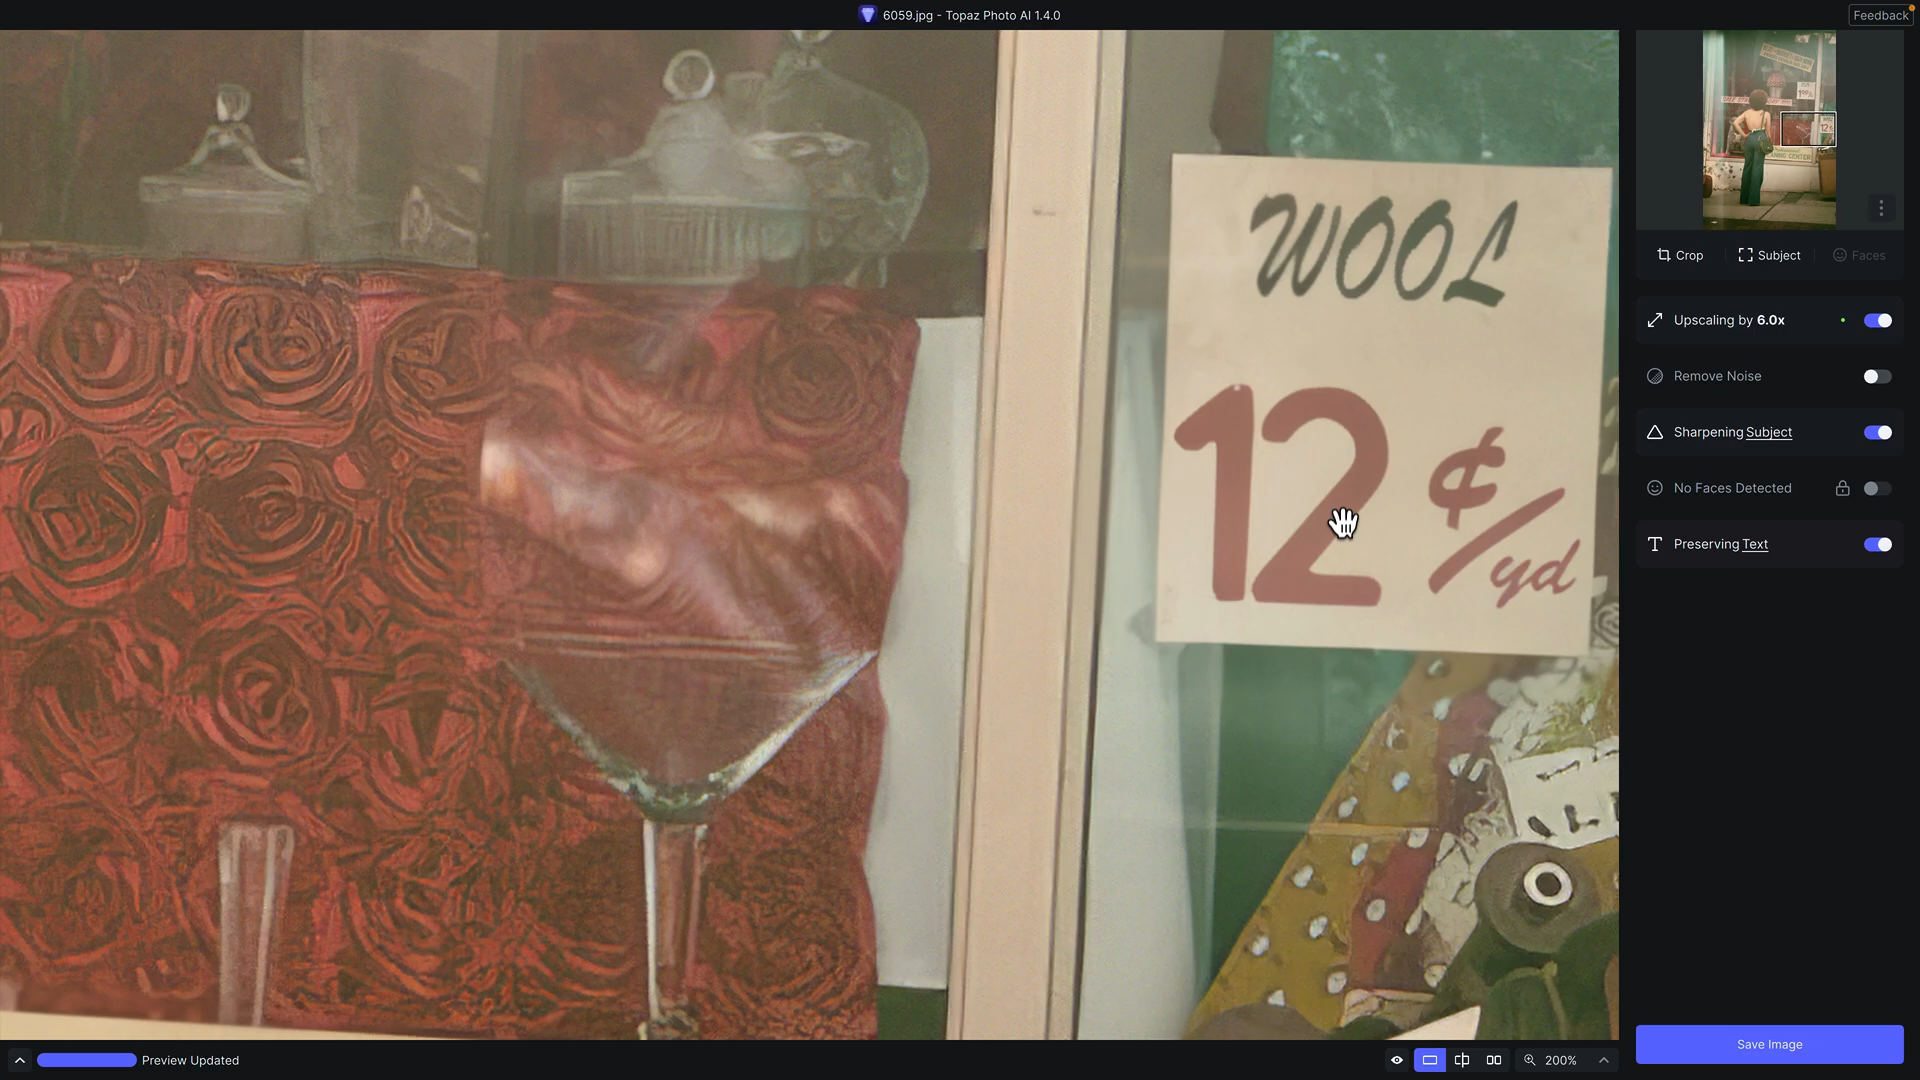 6059.jpg - Topaz Photo AI 1.4.0
Feedback
WOOL
12 ¢/yd
Crop
Subject
Faces
Upscaling by 6.0x
Remove Noise
Sharpening Subject
No Faces Detected
Preserving Text
Save Image
Preview Updated
200%